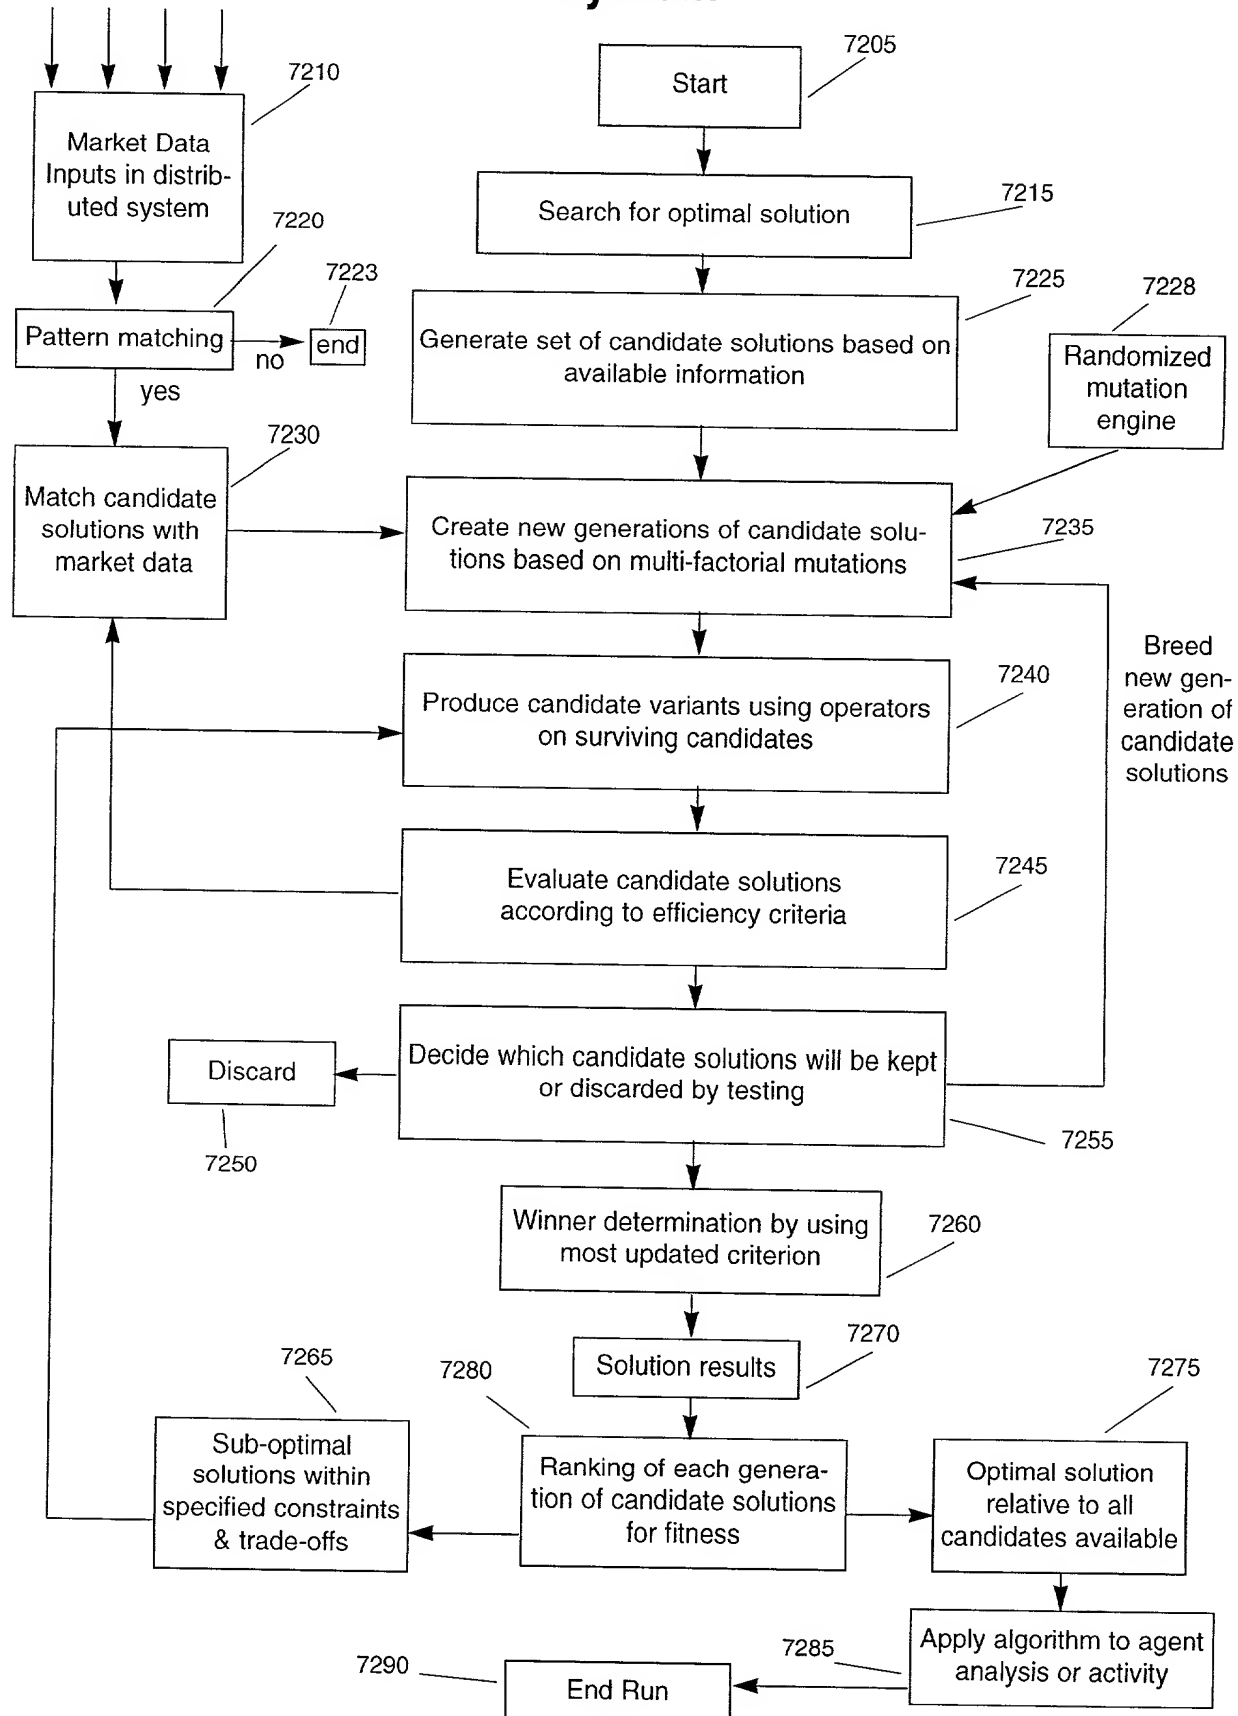 7205
Start
7210
Market Data
Inputs in distrib-
uted system
7215
Search for optimal solution
7220
7223
Pattern matching
no
end
yes
7225
Generate set of candidate solutions based on
available information
7228
Randomized
mutation
engine
7230
Match candidate
solutions with
market data
7235
Create new generations of candidate solu-
tions based on multi-factorial mutations
Breed
new gen-
eration of
candidate
solutions
7240
Produce candidate variants using operators
on surviving candidates
7245
Evaluate candidate solutions
according to efficiency criteria
Discard
7250
Decide which candidate solutions will be kept
or discarded by testing
7255
Winner determination by using
most updated criterion
7260
Solution results
7270
7265
Sub-optimal
solutions within
specified constraints
& trade-offs
7280
Ranking of each genera-
tion of candidate solutions
for fitness
7275
Optimal solution
relative to all
candidates available
7285
Apply algorithm to agent
analysis or activity
7290
End Run